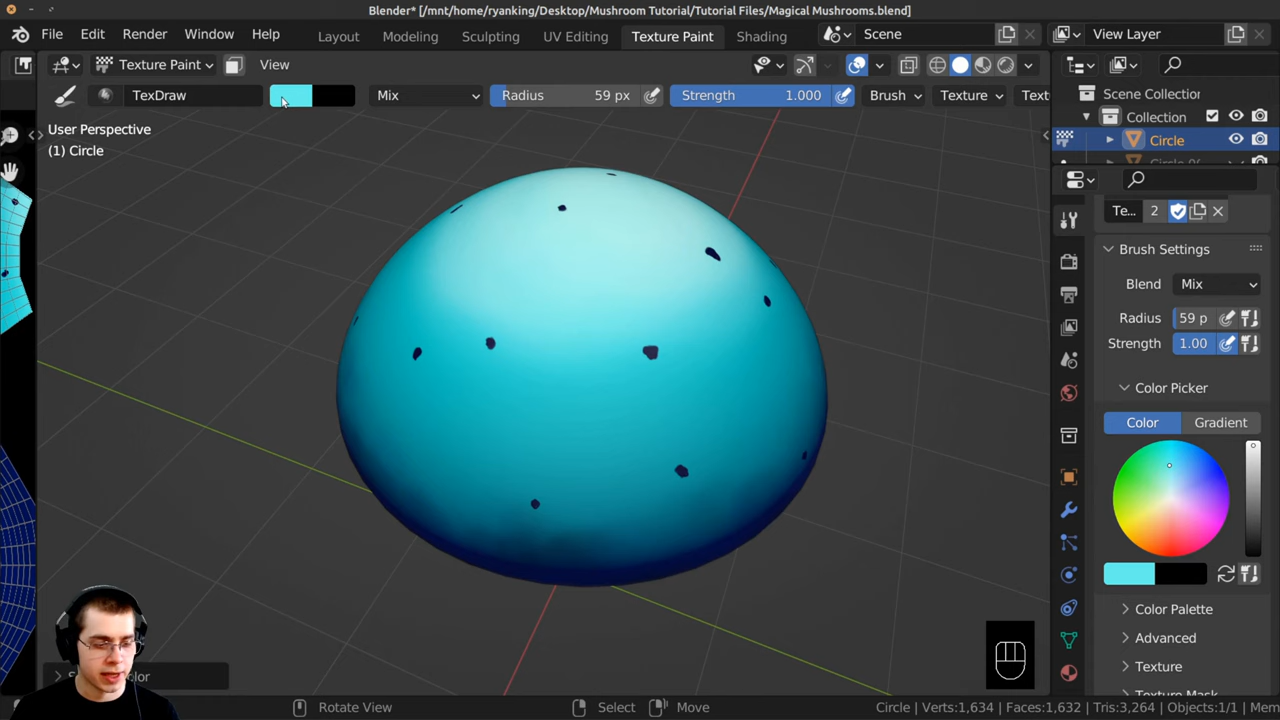 Blender* [/mnt/home/ryanking/Desktop/Mushroom Tutorial/Tutorial Files/Magical Mushrooms.blend]
File Edit Render Window Help Layout Modeling Sculpting UV Editing Texture Paint Shading Scene View Layer
Texture Paint View
Scene Collection
TexDraw Mix Radius 59 px Strength 1.000 Brush Texture Text
Collection
User Perspective
(1) Circle
Circle
Te... 2
Brush Settings
Blend Mix
Radius 59 p
Strength 1.00
Color Picker
Color Gradient
Color Palette
Advanced
Texture
Texture Mask
Rotate View Select Move Circle | Verts:1,634 | Faces:1,632 | Tris:3,264 | Objects:1/1 | Mem